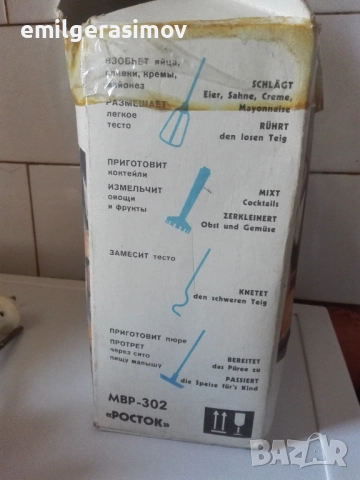 emilgerasimov
ВЗОБЬЕТ яйца,
сливки, кремы,
майонез
РАЗМЕШАЕТ
легкое
тесто
SCHLÄGT
Eier, Sahne, Creme,
Mayonnaise
RÜHRT
den losen Teig
ПРИГОТОВИТ
коктейли
ИЗМЕЛЬЧИТ
овощи
и фрукты
MIXT
Cocktails
ZERKLEINERT
Obst und Gemüse
ЗАМЕСИТ тесто
KNETET
den schweren Teig
ПРИГОТОВИТ пюре
ПРОТРЕТ
через сито
пищу малышу
BEREITET
das Püree zu
PASSIERT
die Speise für's Kind
МВР-302
«РОСТОК»
bazar.bg